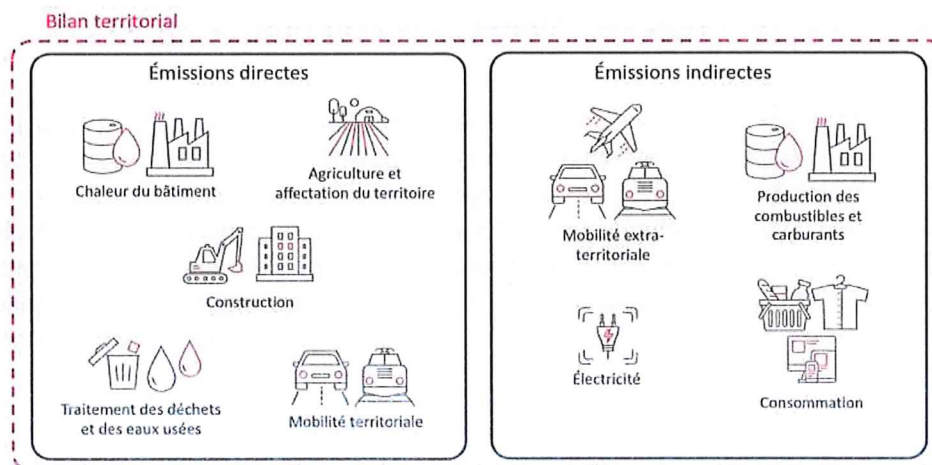 Bilan territorial
Émissions directes
Chaleur du bâtiment
Agriculture et
affectation du territoire
Construction
Traitement des déchets
et des eaux usées
Mobilité territoriale
Émissions indirectes
Mobilité extra-
territoriale
Production des
combustibles et
carburants
Électricité
Consommation